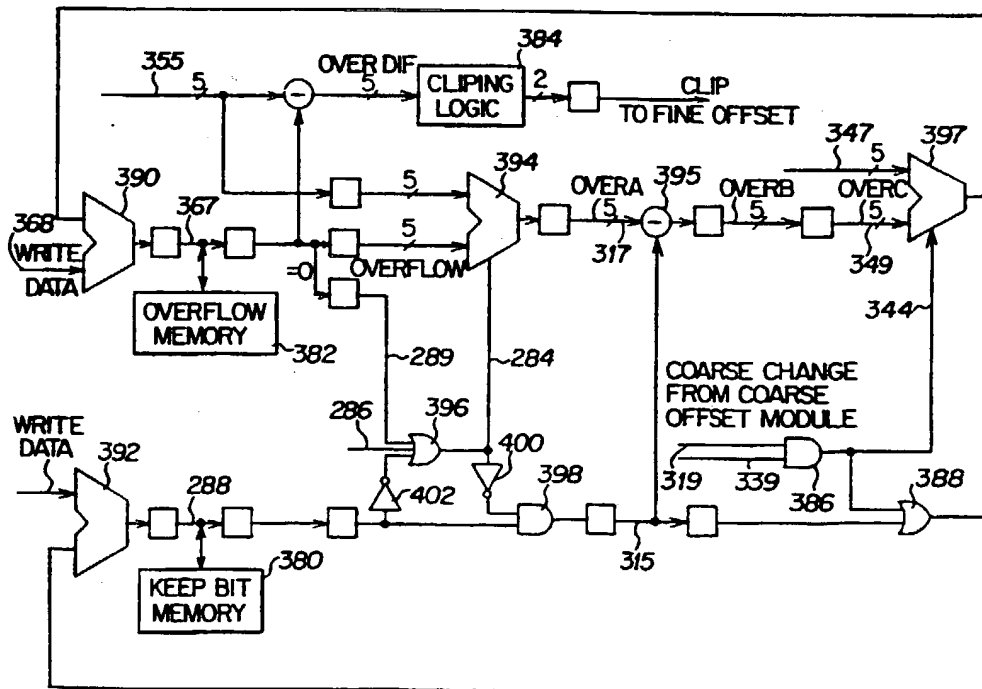 355
5
OVER DIF
5
384
CLIPING
LOGIC
2
CLIP
TO FINE OFFSET
347
5
397
390
368
WRITE
DATA
367
394
5
OVERA
5
317
395
OVERB
5
OVERC
5
349
5
OVERFLOW
=0
OVERFLOW
MEMORY
382
289
284
344
COARSE CHANGE
FROM COARSE
OFFSET MODULE
WRITE
DATA
392
286
396
400
319
339
386
388
288
402
398
315
KEEP BIT
MEMORY
380